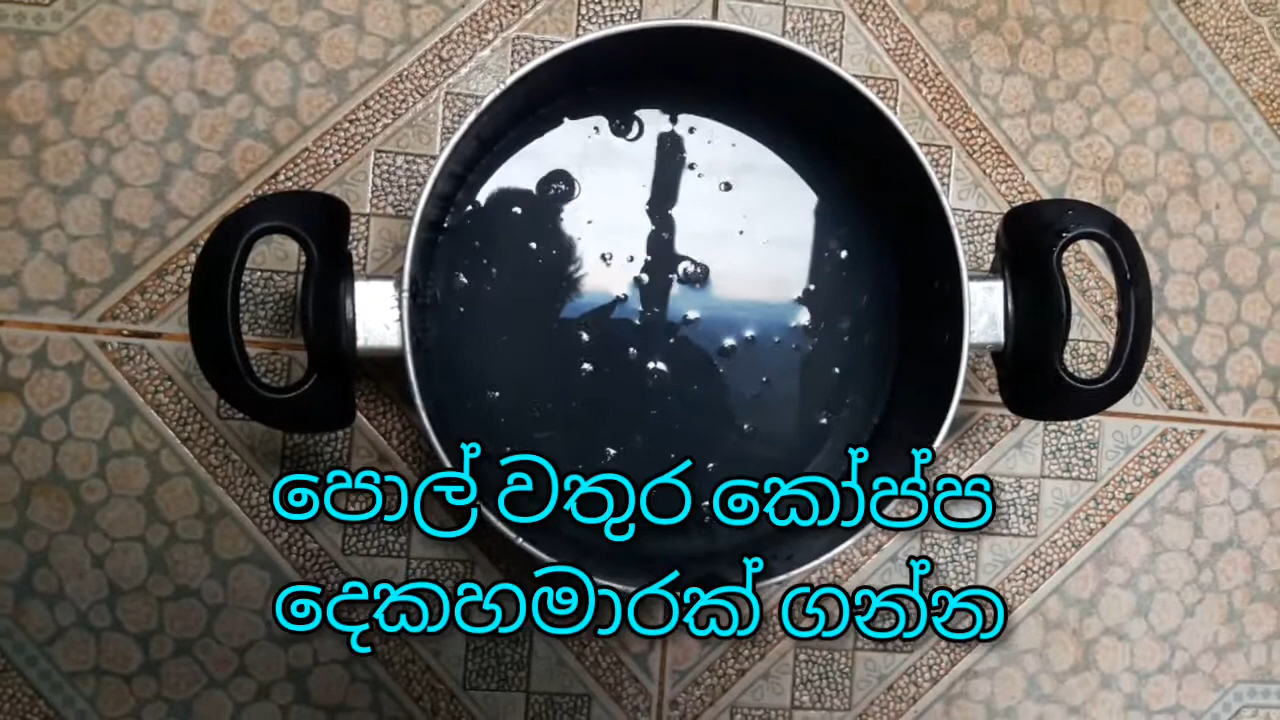 පොල් වතුර කෝප්ප
දෙකහමාරක් ගන්න